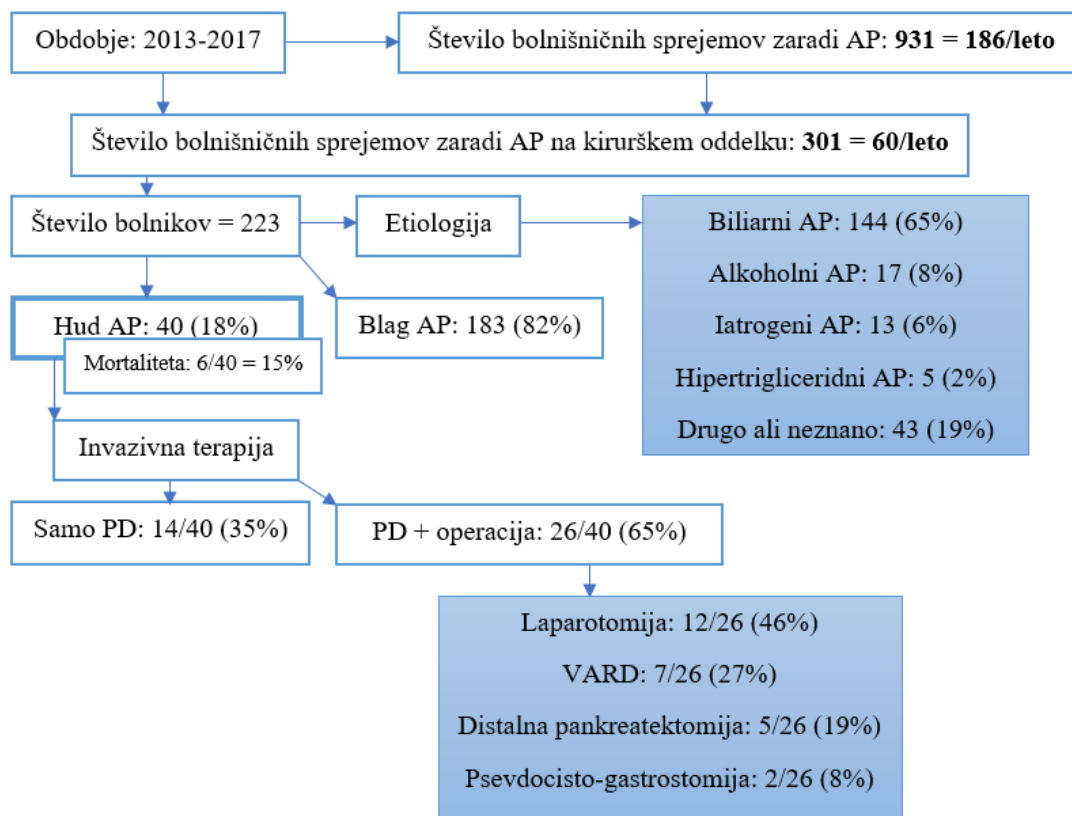 Obdobje: 2013-2017
Število bolnišničnih sprejemov zaradi AP: 931 = 186/leto
Število bolnišničnih sprejemov zaradi AP na kirurškem oddelku: 301 = 60/leto
Število bolnikov = 223
Etiologija
Biliarni AP: 144 (65%)
Alkoholni AP: 17 (8%)
Iatrogeni AP: 13 (6%)
Hipertrigliceridni AP: 5 (2%)
Drugo ali neznano: 43 (19%)
Hud AP: 40 (18%)
Mortaliteta: 6/40 = 15%
Blag AP: 183 (82%)
Invazivna terapija
Samo PD: 14/40 (35%)
PD + operacija: 26/40 (65%)
Laparotomija: 12/26 (46%)
VARD: 7/26 (27%)
Distalna pankreatektomija: 5/26 (19%)
Psevdocisto-gastrostomija: 2/26 (8%)